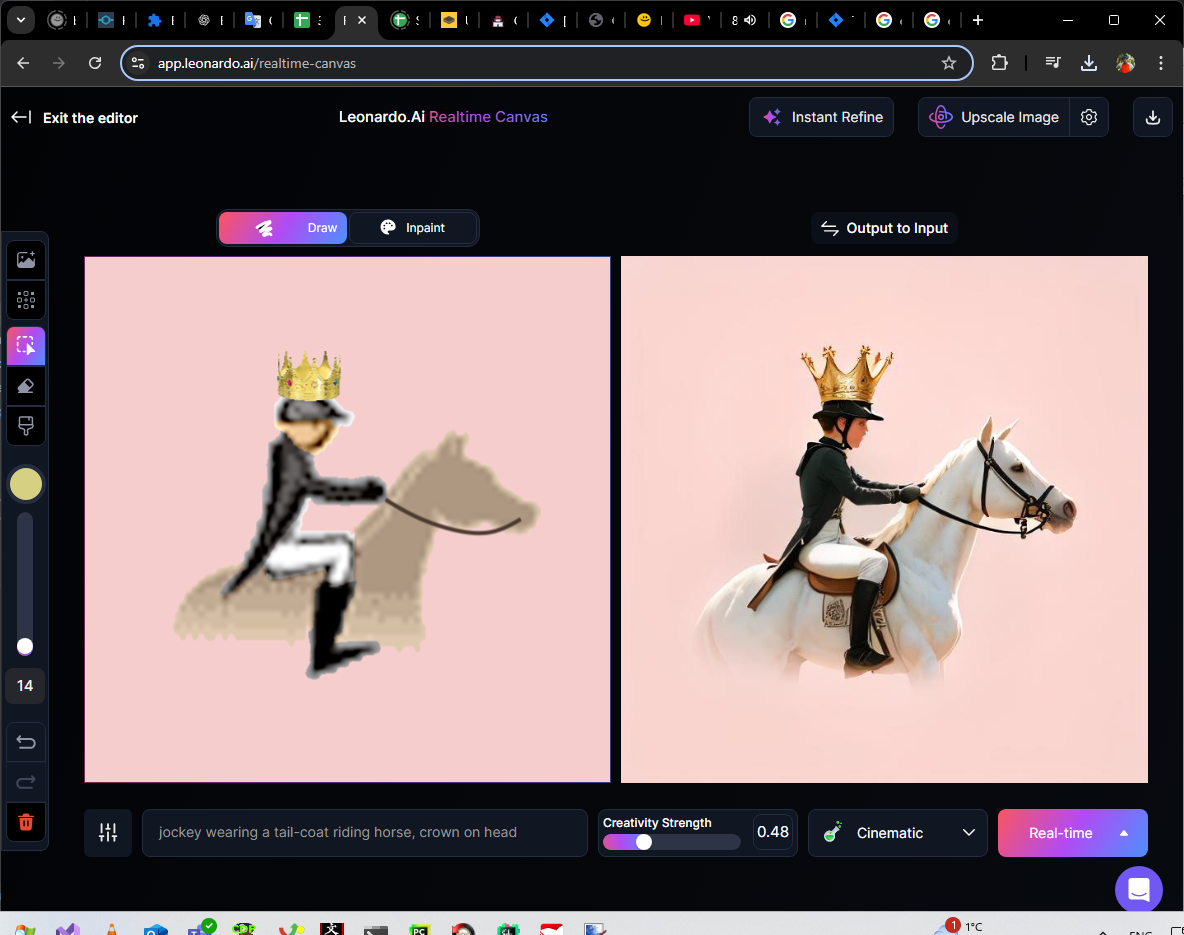 app.leonardo.ai/realtime-canvas
Exit the editor
Leonardo.Ai Realtime Canvas
Instant Refine
Upscale Image
Draw
Inpaint
Output to Input
14
jockey wearing a tail-coat riding horse, crown on head
Creativity Strength
0.48
Cinematic
Real-time
1
1°C